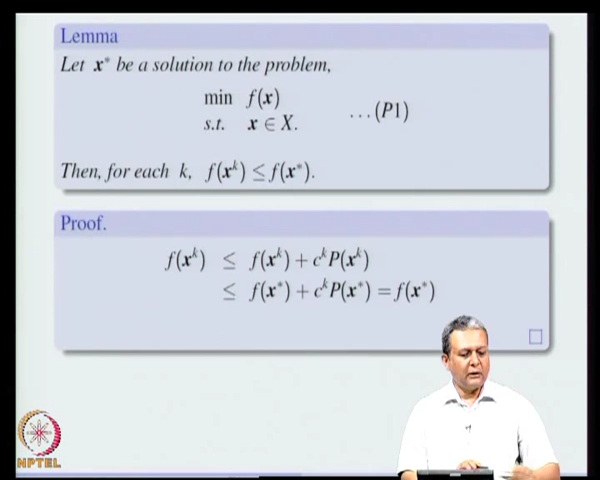 Lemma
Let x* be a solution to the problem,
min f(x)
s.t. x ∈ X. ...(P1)
Then, for each k, f(x^k) ≤ f(x*).
Proof.
f(x^k) ≤ f(x^k) + c^k P(x^k)
≤ f(x*) + c^k P(x*) = f(x*)
NPTEL